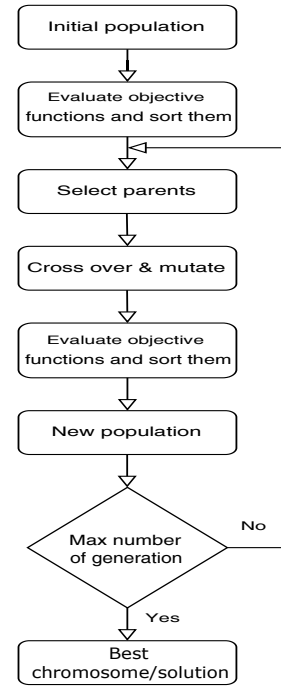 Initial population
Evaluate objective
functions and sort them
Select parents
Cross over & mutate
Evaluate objective
functions and sort them
New population
Max number
of generation
No
Yes
Best
chromosome/solution